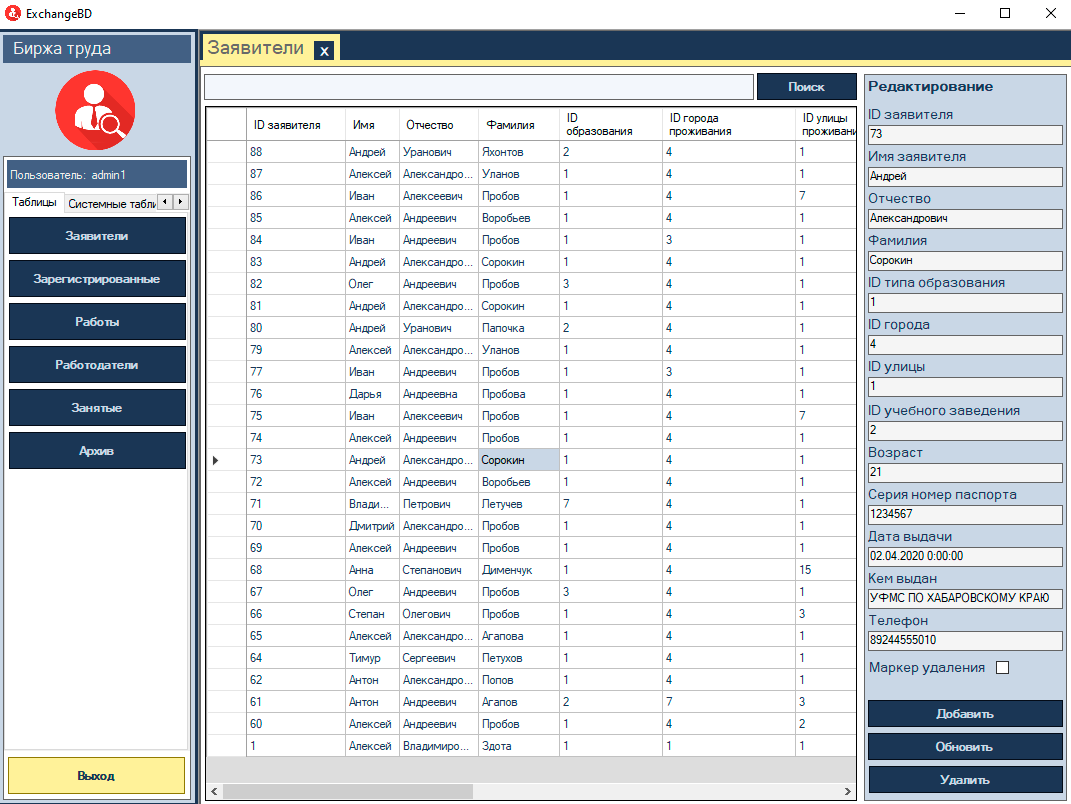 ExchangeBD
Биржа труда
Пользователь: admin1
Таблицы Системные табли
Заявители
Зарегистрированные
Работы
Работодатели
Занятые
Архив
Выход
Заявители x
Поиск
ID заявителя Имя Отчество Фамилия ID образования ID города проживания ID улицы проживани
88 Андрей Уранович Яхонтов 2 4 1
87 Алексей Александро... Уланов 1 4 1
86 Иван Алексеевич Пробов 1 4 7
85 Алексей Андреевич Воробьев 1 4 1
84 Иван Андреевич Пробов 1 3 1
83 Андрей Александро... Сорокин 1 4 1
82 Олег Андреевич Пробов 3 4 1
81 Андрей Александро... Сорокин 1 4 1
80 Андрей Уранович Папочка 2 4 1
79 Алексей Александро... Уланов 1 4 1
77 Иван Андреевич Пробов 1 3 1
76 Дарья Андреевна Пробова 1 4 1
75 Иван Алексеевич Пробов 1 4 7
74 Алексей Андреевич Пробов 1 4 1
73 Андрей Александро... Сорокин 1 4 1
72 Алексей Андреевич Воробьев 1 4 1
71 Влади... Петрович Летучев 7 4 1
70 Дмитрий Александро... Пробов 1 4 1
69 Алексей Андреевич Пробов 1 4 1
68 Анна Степанович Дименчук 1 4 15
67 Олег Андреевич Пробов 3 4 1
66 Степан Олегович Пробов 1 4 3
65 Алексей Александро... Агапова 1 4 1
64 Тимур Сергеевич Петухов 1 4 1
62 Антон Александро... Попов 1 4 1
61 Антон Андреевич Агапов 2 7 3
60 Алексей Андреевич Пробов 1 4 2
1 Алексей Владимиро... Здота 1 1 1
Редактирование
ID заявителя
73
Имя заявителя
Андрей
Отчество
Александрович
Фамилия
Сорокин
ID типа образования
1
ID города
4
ID улицы
1
ID учебного заведения
2
Возраст
21
Серия номер паспорта
1234567
Дата выдачи
02.04.2020 0:00:00
Кем выдан
УФМС ПО ХАБАРОВСКОМУ КРАЮ
Телефон
89244555010
Маркер удаления
Добавить
Обновить
Удалить